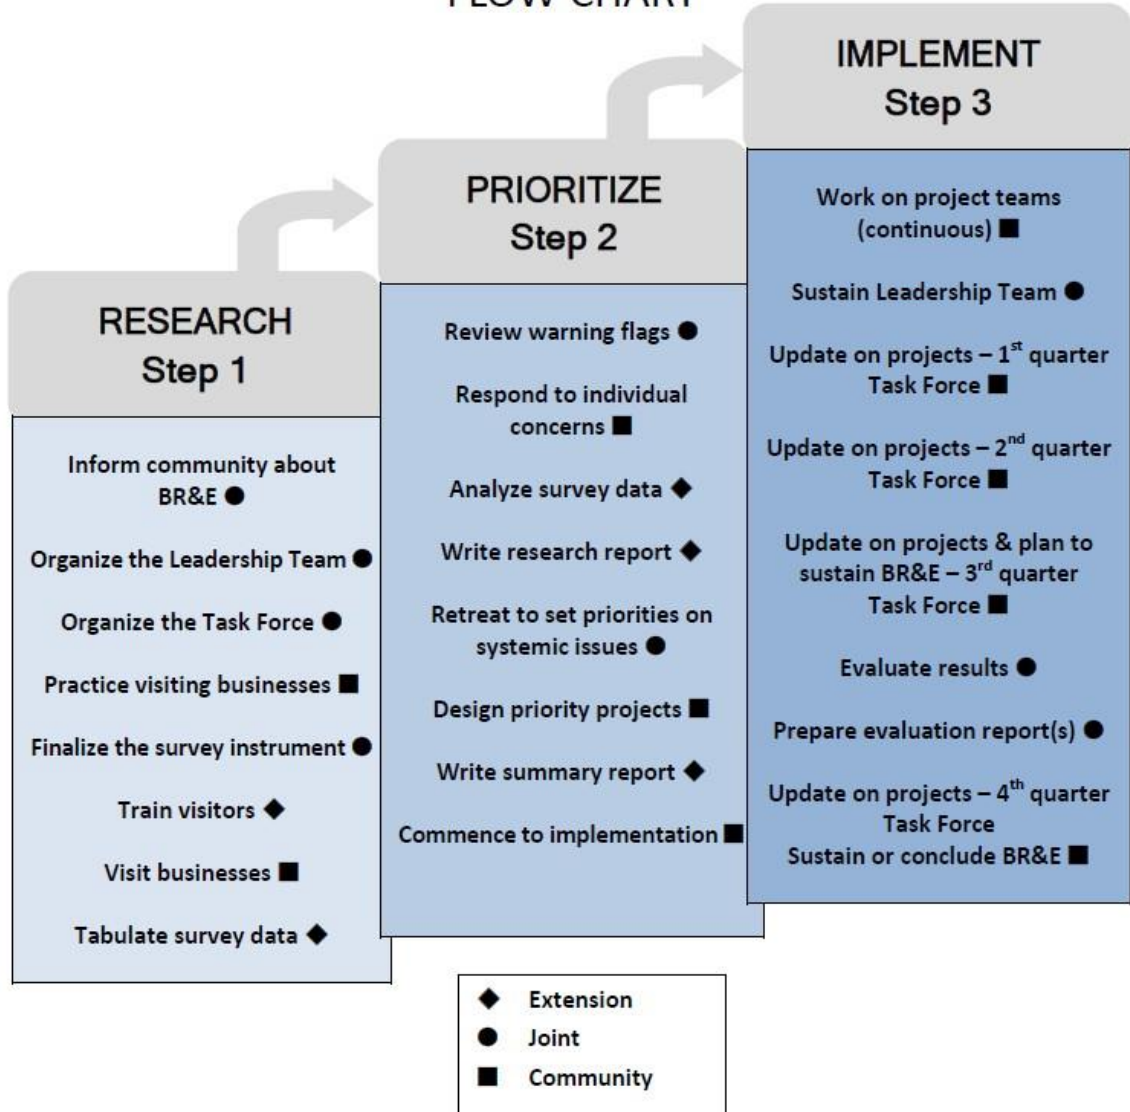 FLOW CHART
RESEARCH
Step 1
Inform community about
BR&E ●
Organize the Leadership Team ●
Organize the Task Force ●
Practice visiting businesses ■
Finalize the survey instrument ●
Train visitors ◆
Visit businesses ■
Tabulate survey data ◆
PRIORITIZE
Step 2
Review warning flags ●
Respond to individual
concerns ■
Analyze survey data ◆
Write research report ◆
Retreat to set priorities on
systemic issues ●
Design priority projects ■
Write summary report ◆
Commence to implementation ■
IMPLEMENT
Step 3
Work on project teams
(continuous) ■
Sustain Leadership Team ●
Update on projects – 1st quarter
Task Force ■
Update on projects – 2nd quarter
Task Force ■
Update on projects & plan to
sustain BR&E – 3rd quarter
Task Force ■
Evaluate results ●
Prepare evaluation report(s) ●
Update on projects – 4th quarter
Task Force
Sustain or conclude BR&E ■
◆ Extension
● Joint
■ Community